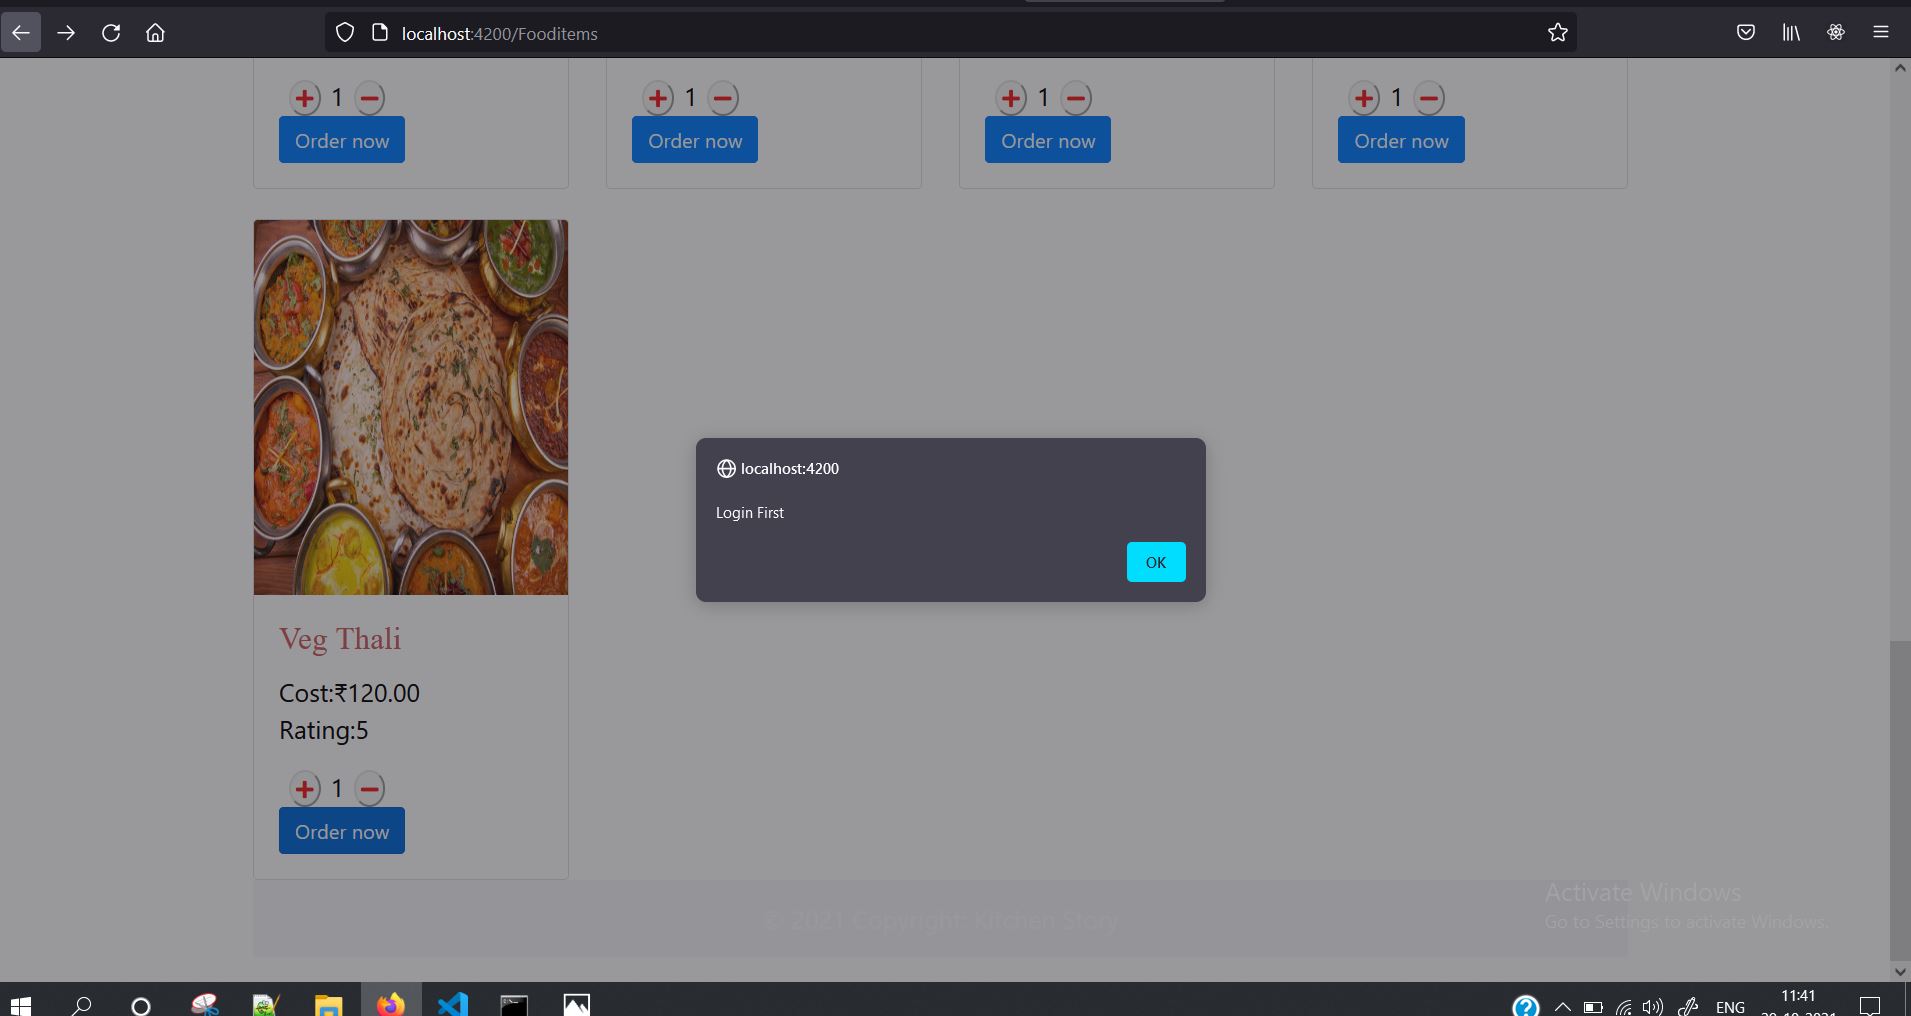 localhost:4200/Fooditems
1
1
1
1
Order now
Order now
Order now
Order now
localhost:4200
Login First
OK
Veg Thali
Cost:₹120.00
Rating:5
1
Order now
© 2021 Copyright: Kitchen Story
Activate Windows
Go to Settings to activate Windows.
ENG
11:41